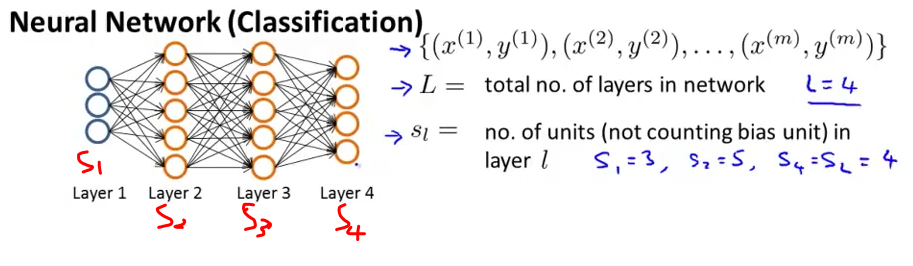 Neural Network (Classification)
→ {(x^(1), y^(1)), (x^(2), y^(2)), ..., (x^(m), y^(m))}
→ L = total no. of layers in network L=4
→ s_l = no. of units (not counting bias unit) in
layer l S_1=3, S_2=5, S_4=S_L=4
S_1
Layer 1 Layer 2 Layer 3 Layer 4
S_2 S_3 S_4